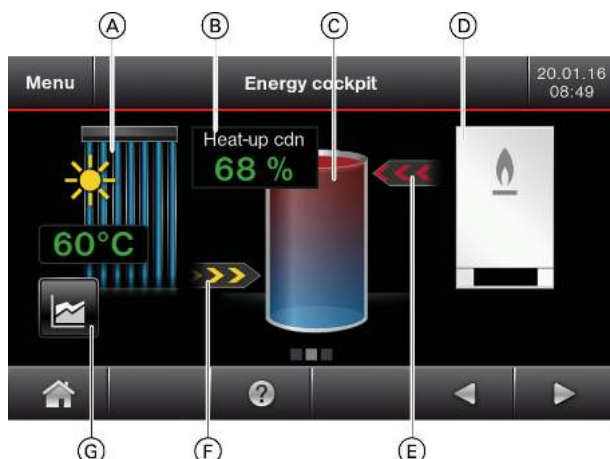 A
B
C
D
Menu
Energy cockpit
20.01.16
08:49
Heat-up cdn
68 %
60°C
?
G
F
E